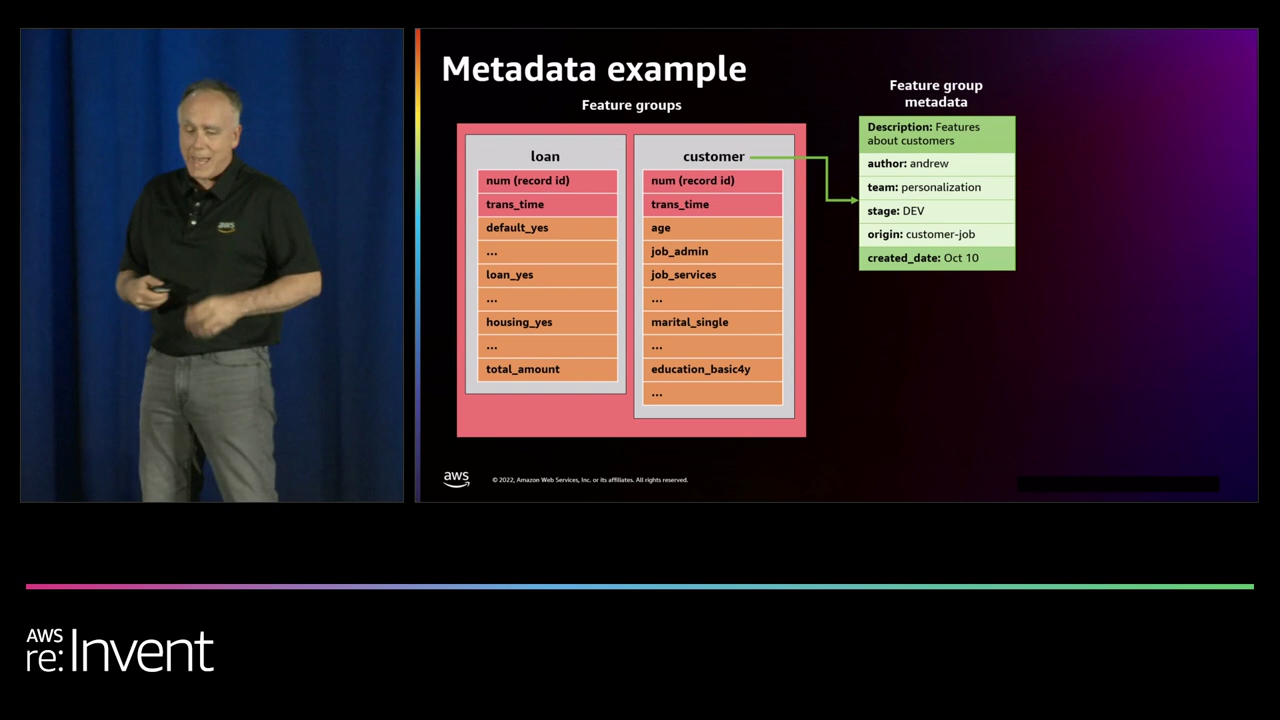 Metadata example
Feature groups
loan
num (record id)
trans_time
default_yes
...
loan_yes
...
housing_yes
...
total_amount
customer
num (record id)
trans_time
age
job_admin
job_services
...
marital_single
...
education_basic4y
...
Feature group
metadata
Description: Features
about customers
author: andrew
team: personalization
stage: DEV
origin: customer-job
created_date: Oct 10
aws
© 2022, Amazon Web Services, Inc. or its affiliates. All rights reserved.
aws
AWS
re:Invent